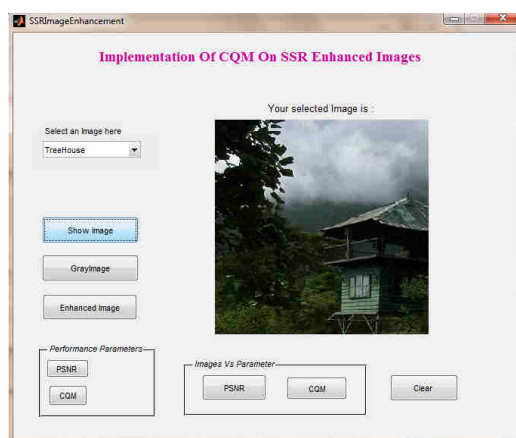 SSRImageEnhancement
Implementation Of CQM On SSR Enhanced Images
Your selected Image is :
Select an Image here
TreeHouse
Show Image
GrayImage
Enhanced Image
Performance Parameters
PSNR
CQM
Images Vs Parameter
PSNR
CQM
Clear